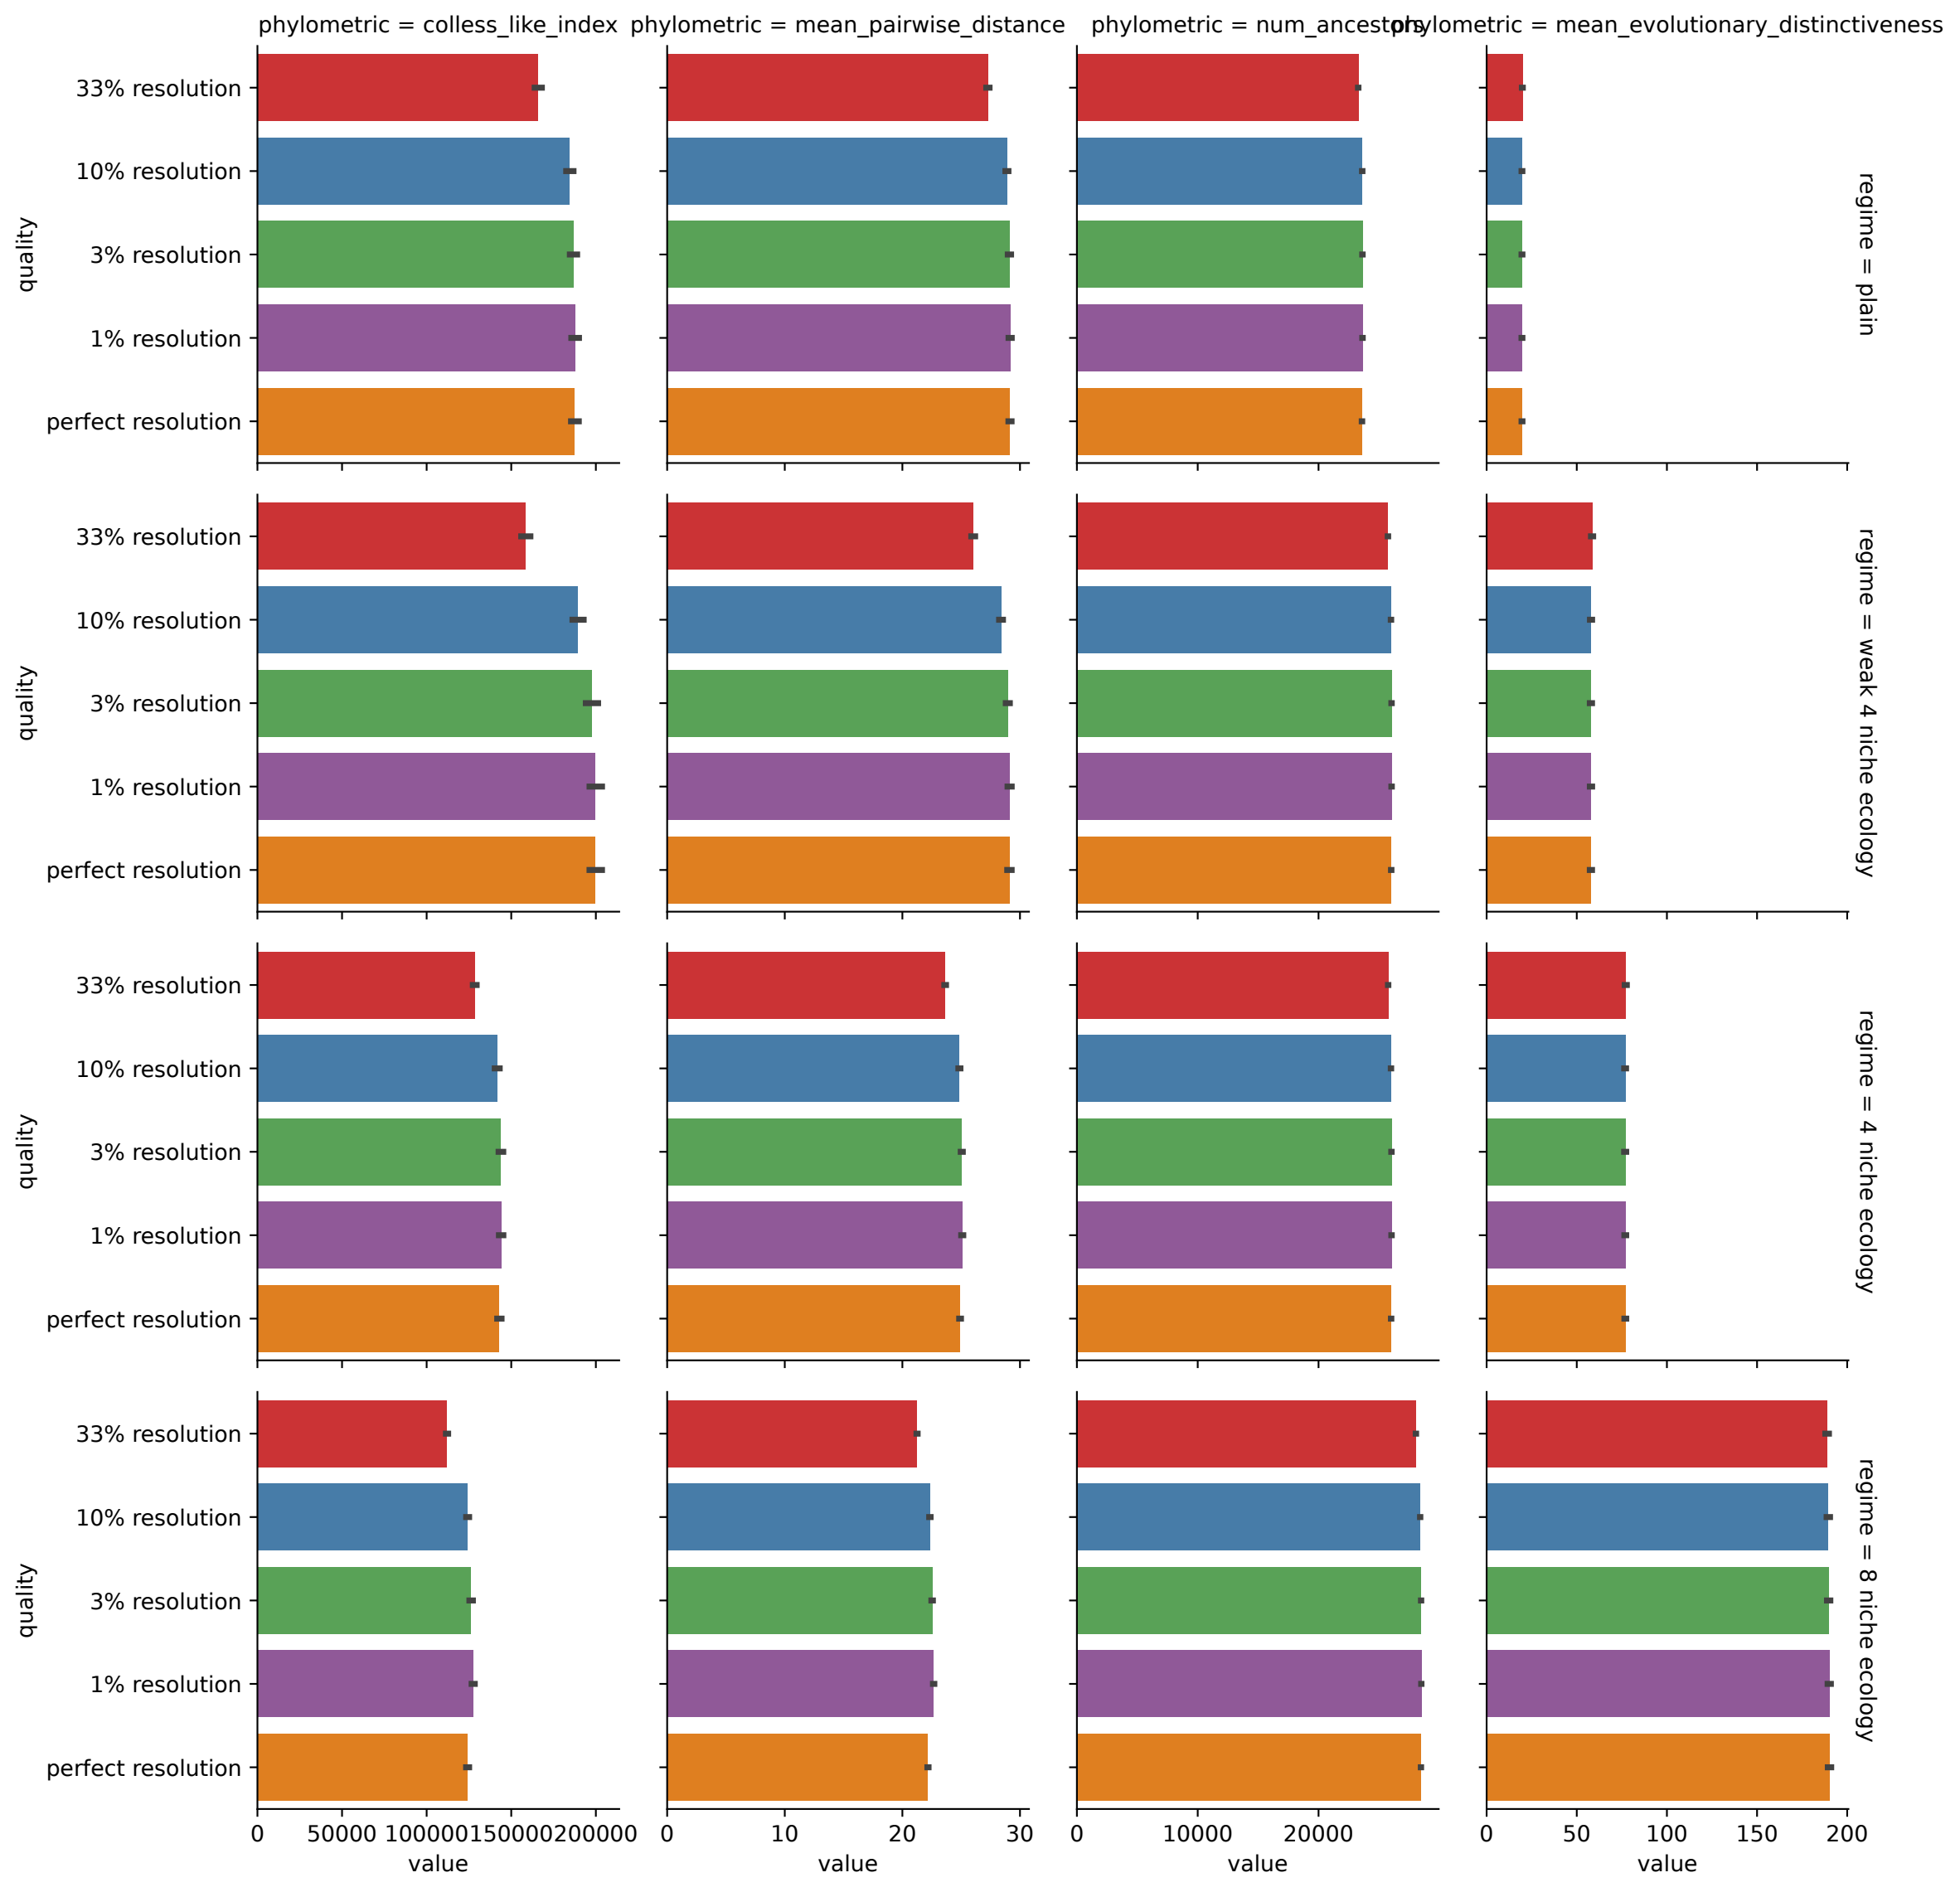 phylometric = colless_like_index
phylometric = mean_pairwise_distance
phylometric = num_ancestors
phylometric = mean_evolutionary_distinctiveness
quality
33% resolution
10% resolution
3% resolution
1% resolution
perfect resolution
regime = plain
quality
33% resolution
10% resolution
3% resolution
1% resolution
perfect resolution
regime = weak 4 niche ecology
quality
33% resolution
10% resolution
3% resolution
1% resolution
perfect resolution
regime = 4 niche ecology
quality
33% resolution
10% resolution
3% resolution
1% resolution
perfect resolution
regime = 8 niche ecology
0 50000 100000 150000 200000
0 10 20 30
0 10000 20000
0 50 100 150 200
value
value
value
value